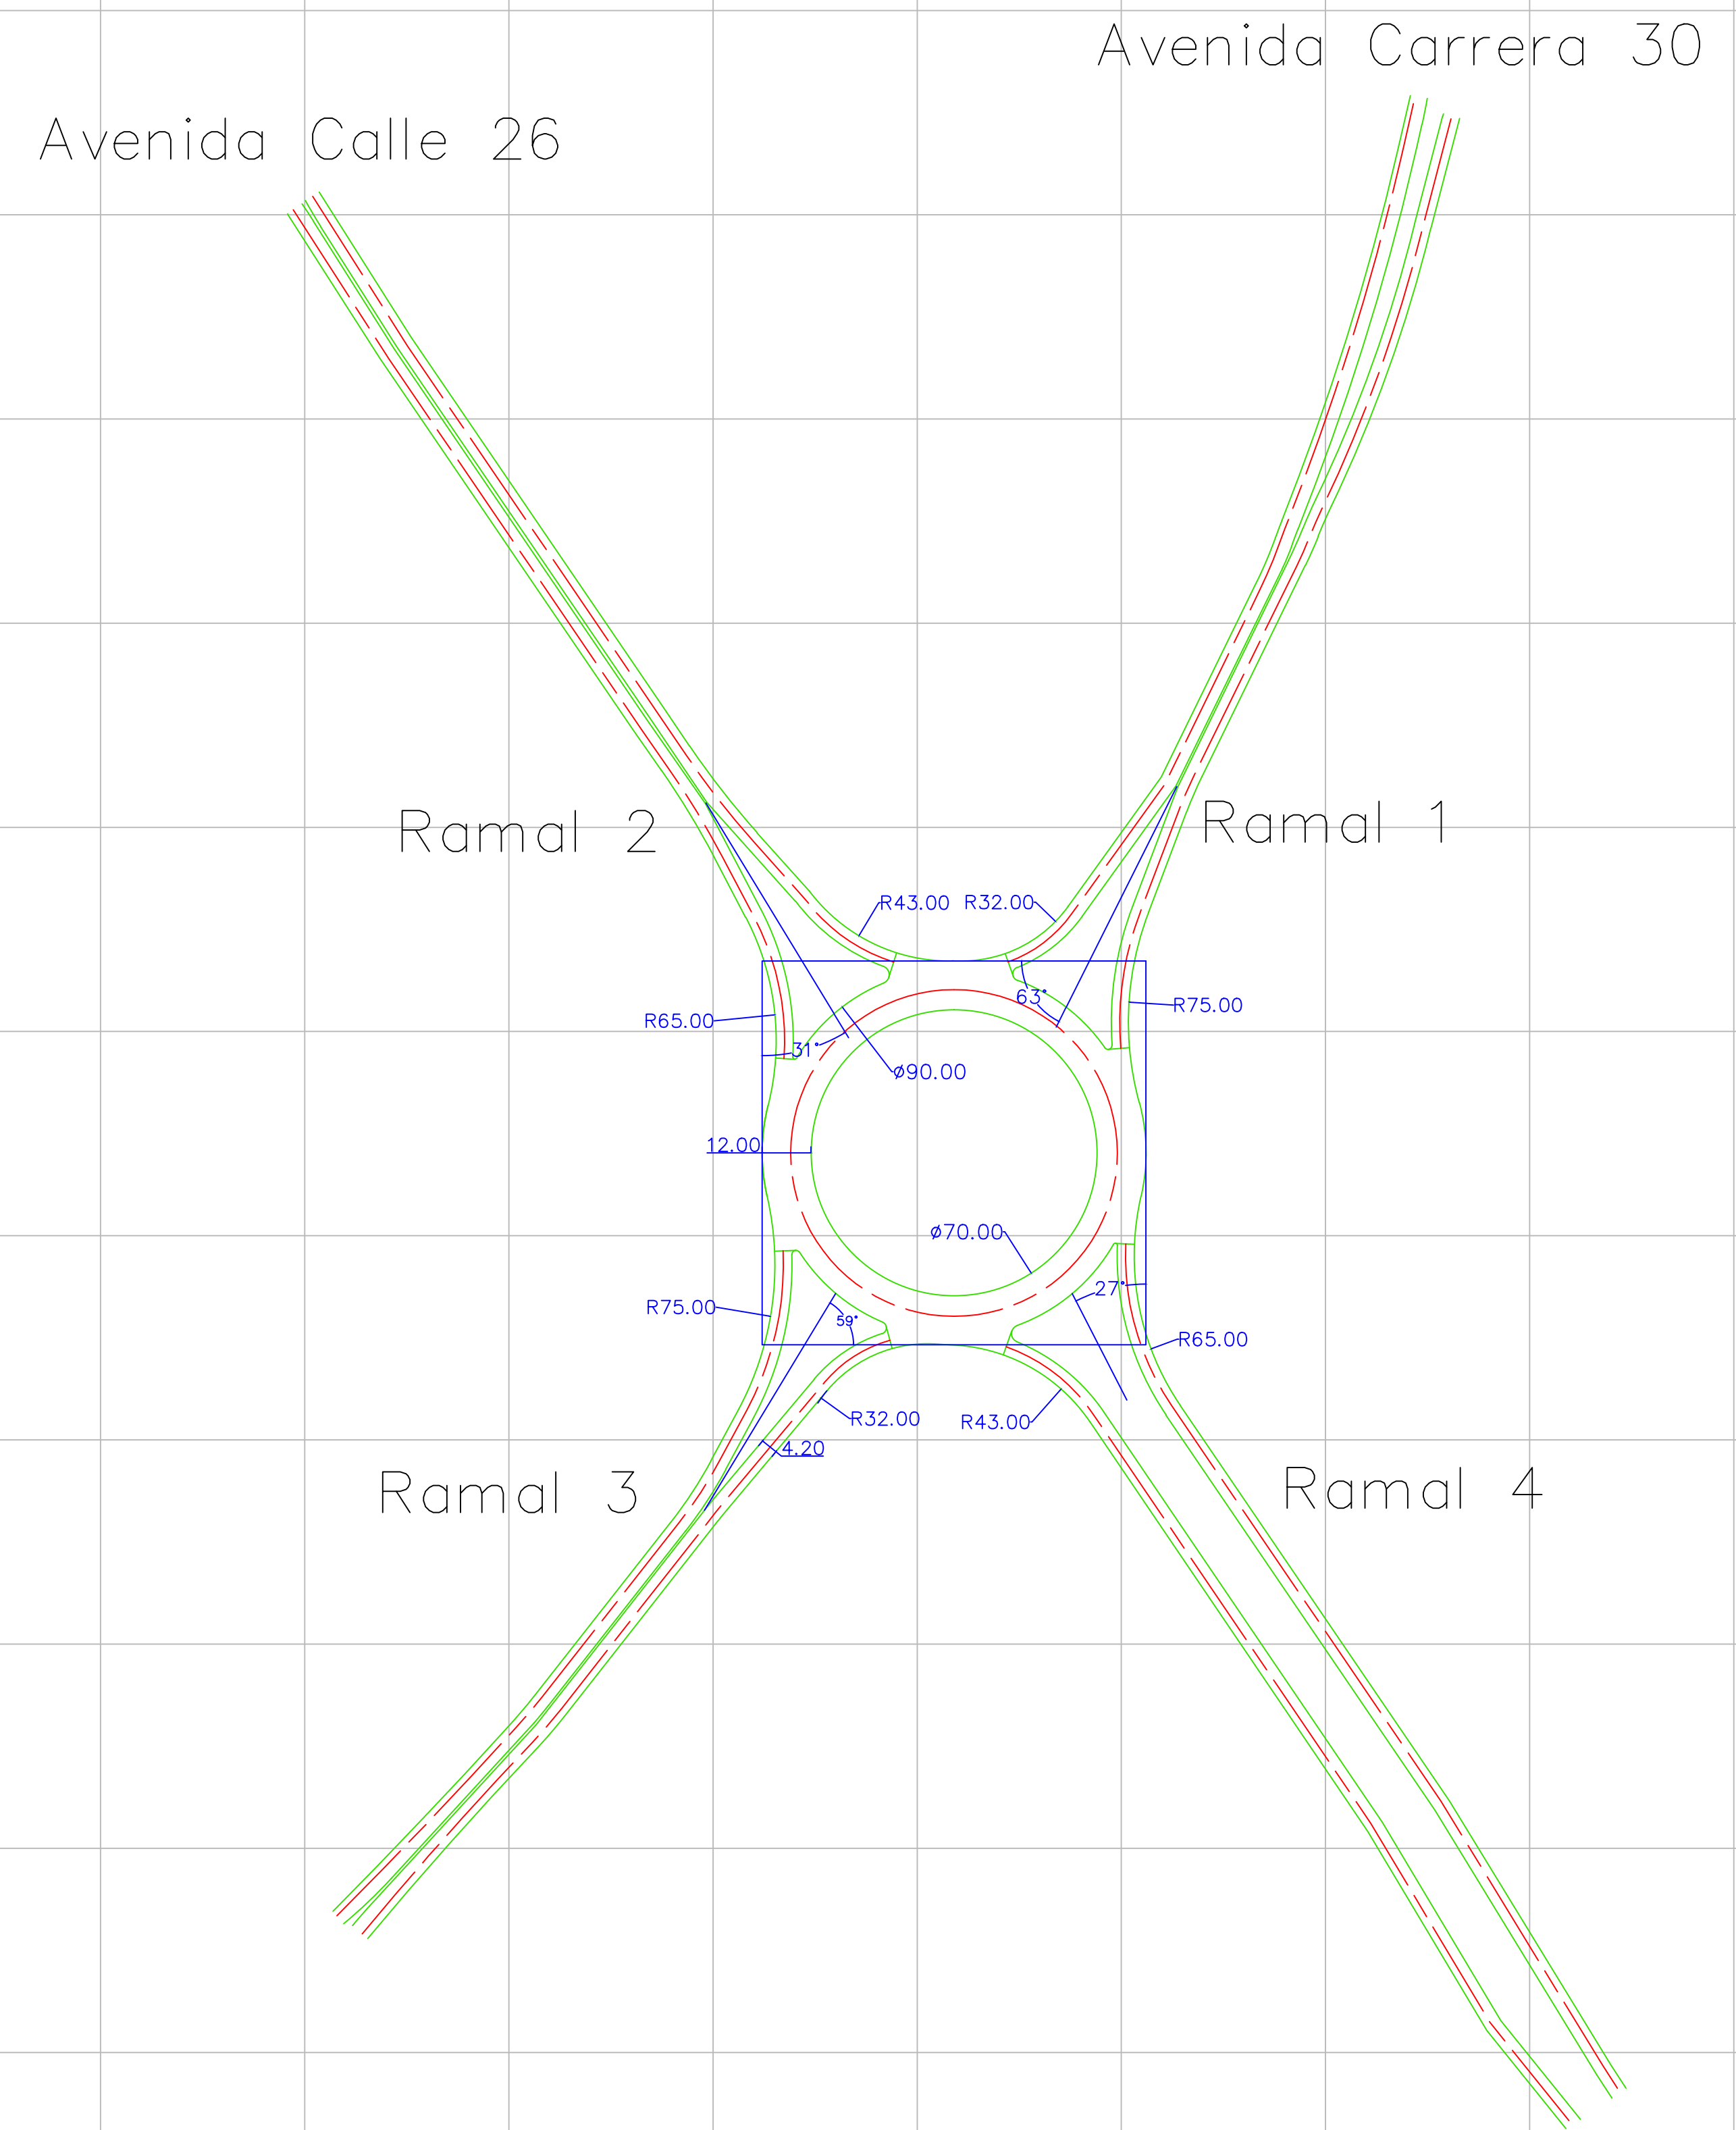 Avenida Carrera 30
Avenida Calle 26
Ramal 2
Ramal 1
R43.00
R32.00
63°
R75.00
R65.00
31°
ø90.00
12.00
ø70.00
27°
R75.00
59°
R65.00
R32.00
R43.00
4.20
Ramal 3
Ramal 4